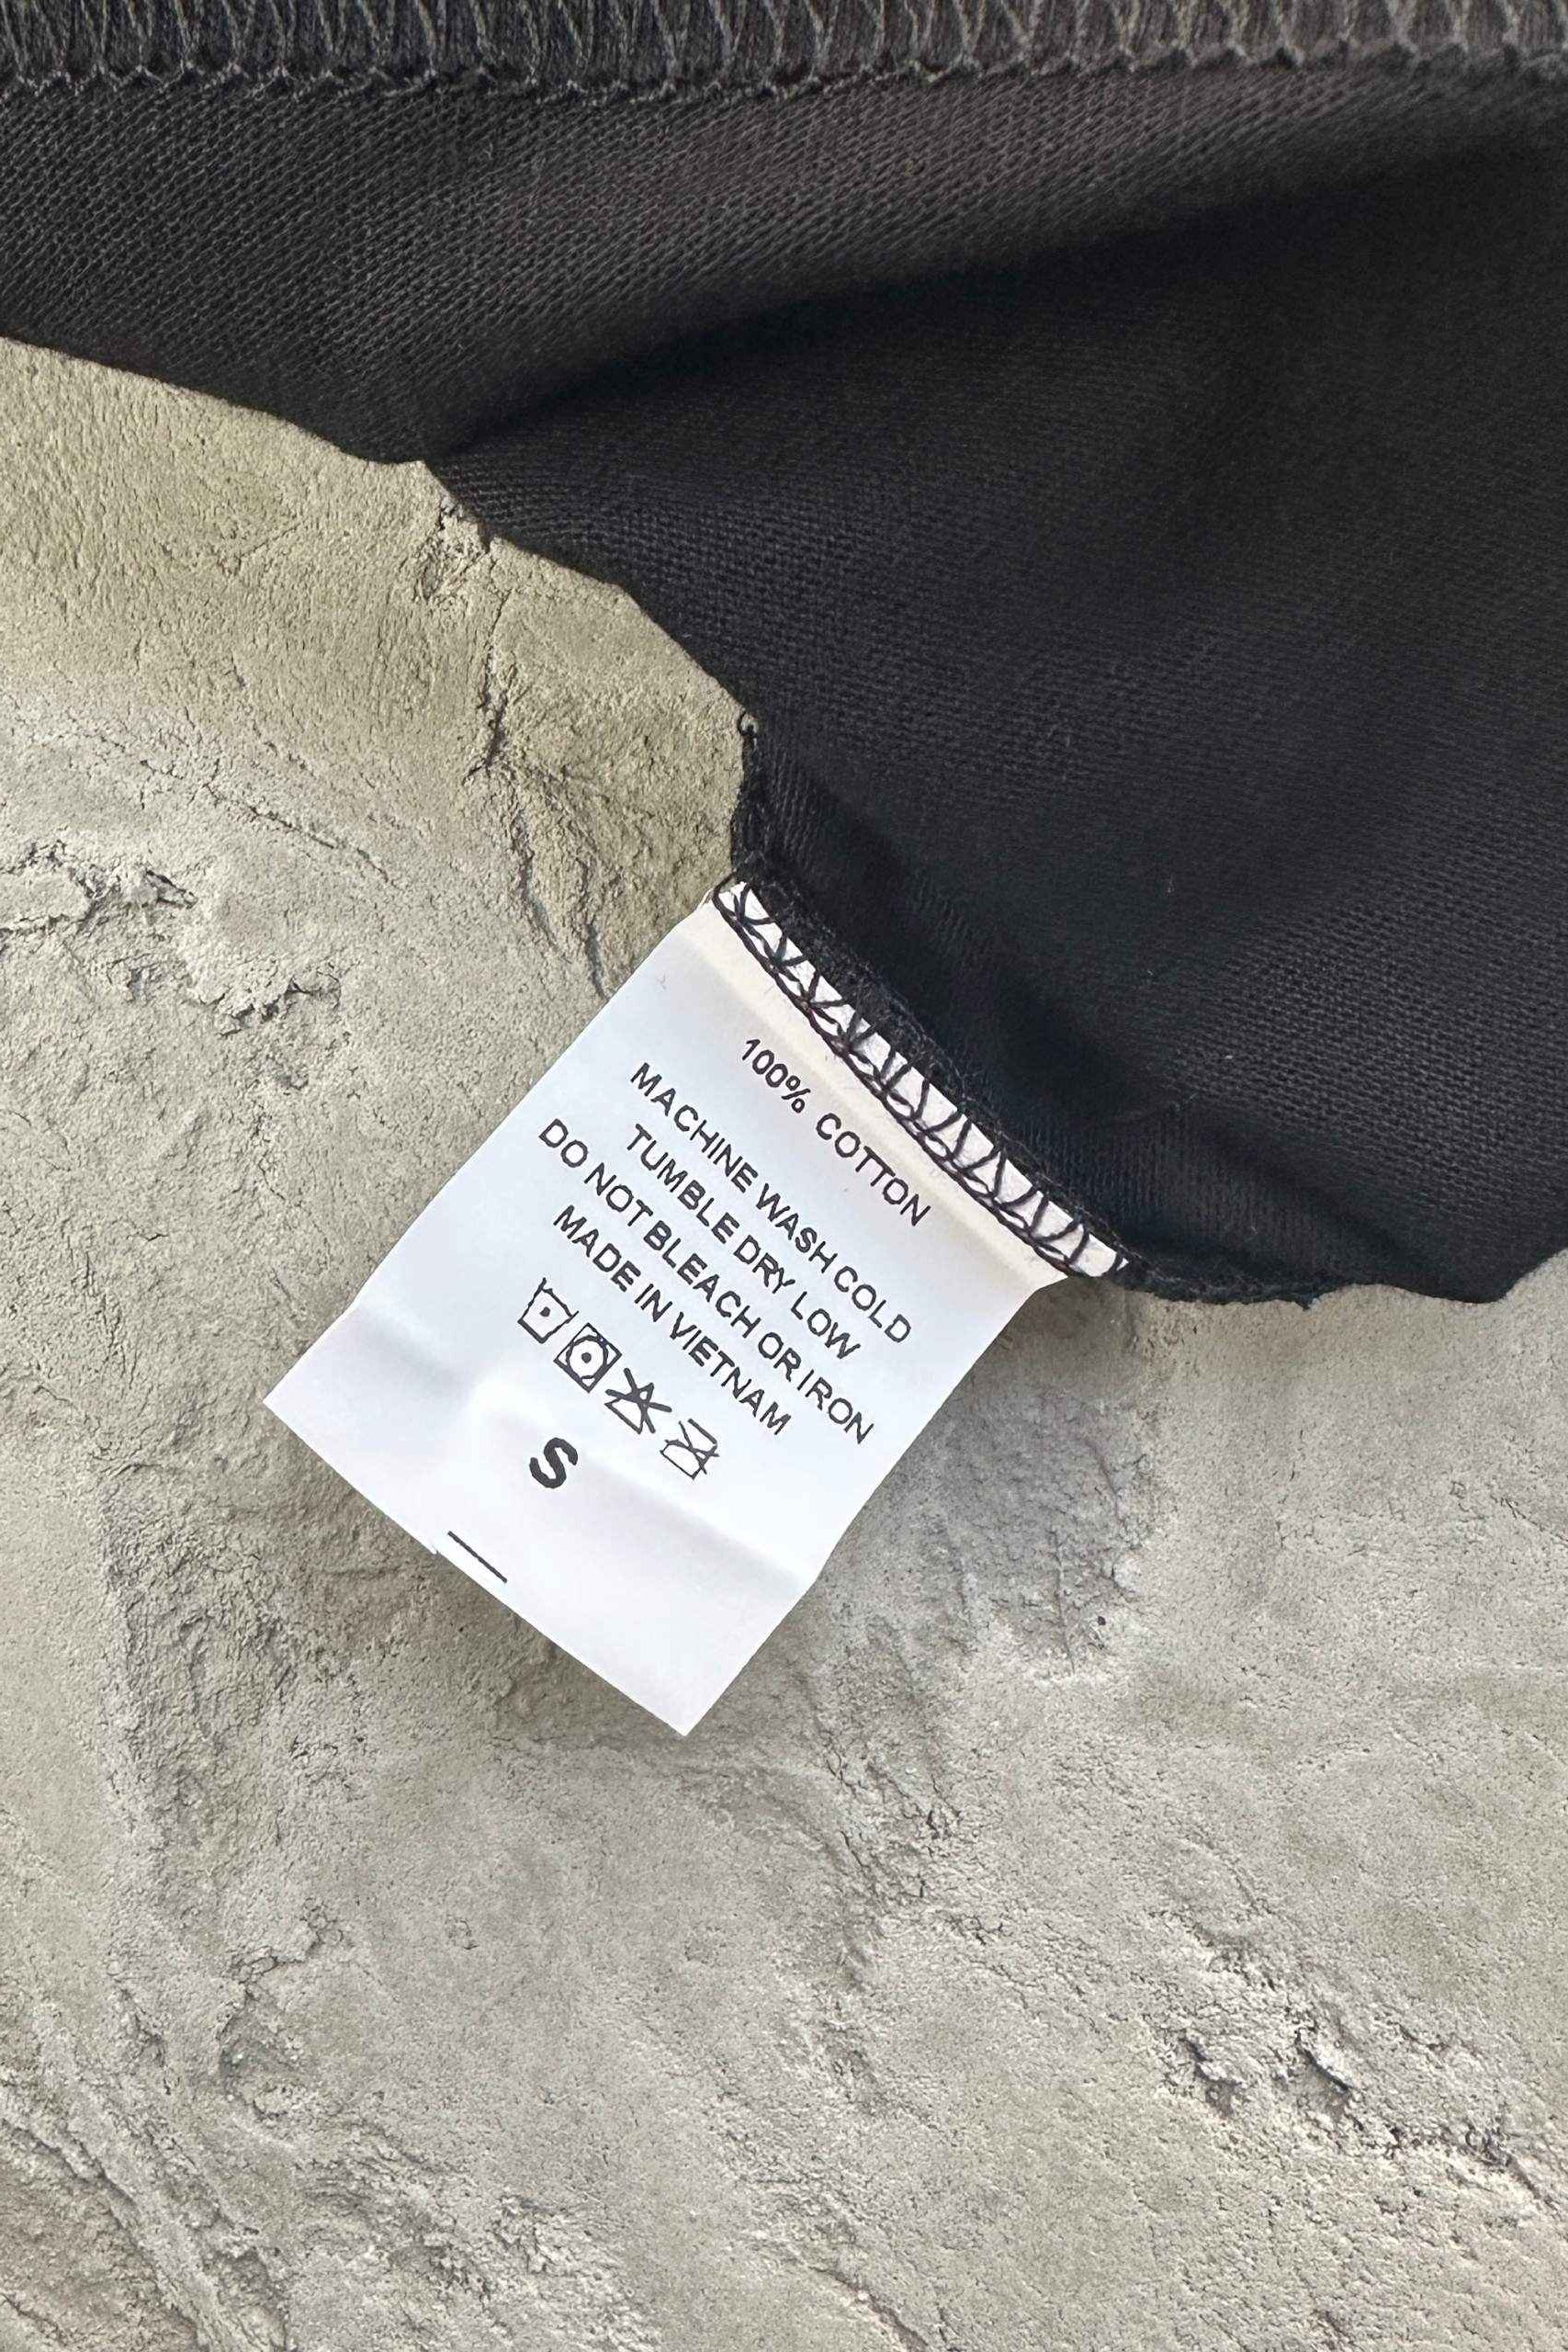 100% COTTON
MACHINE WASH COLD
TUMBLE DRY LOW
DO NOT BLEACH OR IRON
MADE IN VIETNAM
S